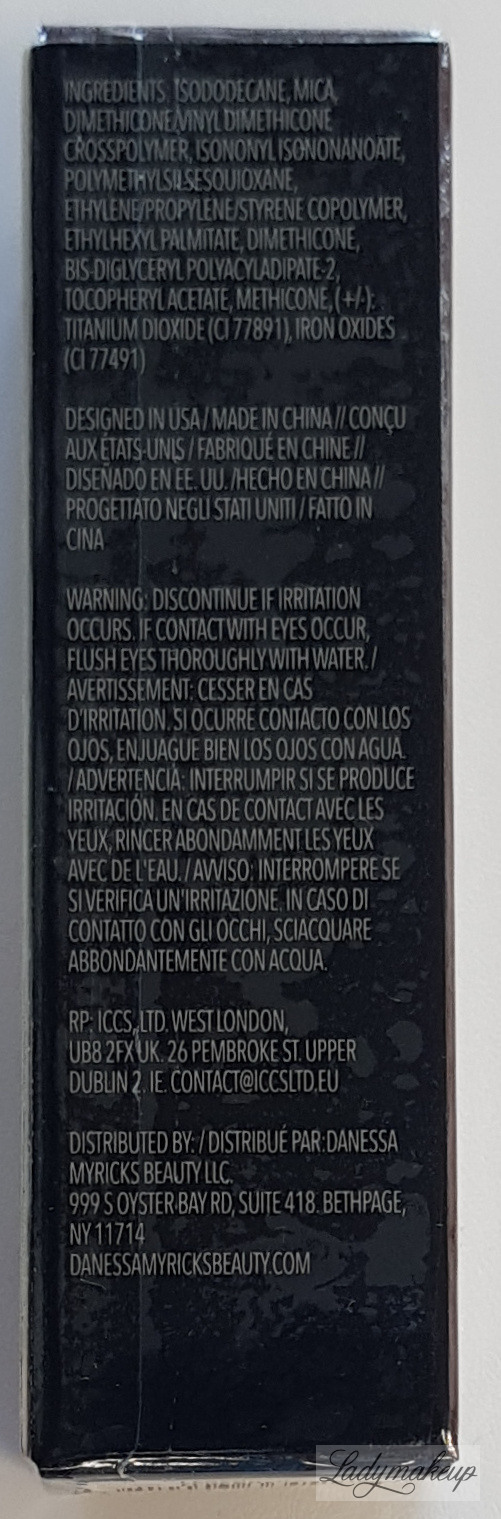 INGREDIENTS: ISODODECANE, MICA,
DIMETHICONE/VINYL DIMETHICONE
CROSSPOLYMER, ISONONYL ISONONANOATE,
POLYMETHYLSILSESQUIOXANE,
ETHYLENE/PROPYLENE/STYRENE COPOLYMER,
ETHYLHEXYL PALMITATE, DIMETHICONE,
BIS-DIGLYCERYL POLYACYLADIPATE-2,
TOCOPHERYL ACETATE, METHICONE, (+/-):
TITANIUM DIOXIDE (CI 77891), IRON OXIDES
(CI 77491)
DESIGNED IN USA / MADE IN CHINA // CONÇU
AUX ÉTATS-UNIS / FABRIQUÉ EN CHINE //
DISEÑADO EN EE. UU. /HECHO EN CHINA //
PROGETTATO NEGLI STATI UNITI / FATTO IN
CINA
WARNING: DISCONTINUE IF IRRITATION
OCCURS. IF CONTACT WITH EYES OCCUR,
FLUSH EYES THOROUGHLY WITH WATER. /
AVERTISSEMENT: CESSER EN CAS
D'IRRITATION. SI OCURRE CONTACTO CON LOS
OJOS, ENJUAGUE BIEN LOS OJOS CON AGUA.
/ ADVERTENCIA: INTERRUMPIR SI SE PRODUCE
IRRITACIÓN. EN CAS DE CONTACT AVEC LES
YEUX, RINCER ABONDAMMENT LES YEUX
AVEC DE L'EAU. / AVVISO: INTERROMPERE SE
SI VERIFICA UN'IRRITAZIONE. IN CASO DI
CONTATTO CON GLI OCCHI, SCIACQUARE
ABBONDANTEMENTE CON ACQUA.
RP: ICCS, LTD. WEST LONDON,
UB8 2FX UK. 26 PEMBROKE ST. UPPER
DUBLIN 2. IE. CONTACT@ICCSLTD.EU
DISTRIBUTED BY: / DISTRIBUÉ PAR:DANESSA
MYRICKS BEAUTY LLC.
999 S OYSTER BAY RD, SUITE 418. BETHPAGE,
NY 11714
DANESSAMYRICKSBEAUTY.COM
Ladymakeup